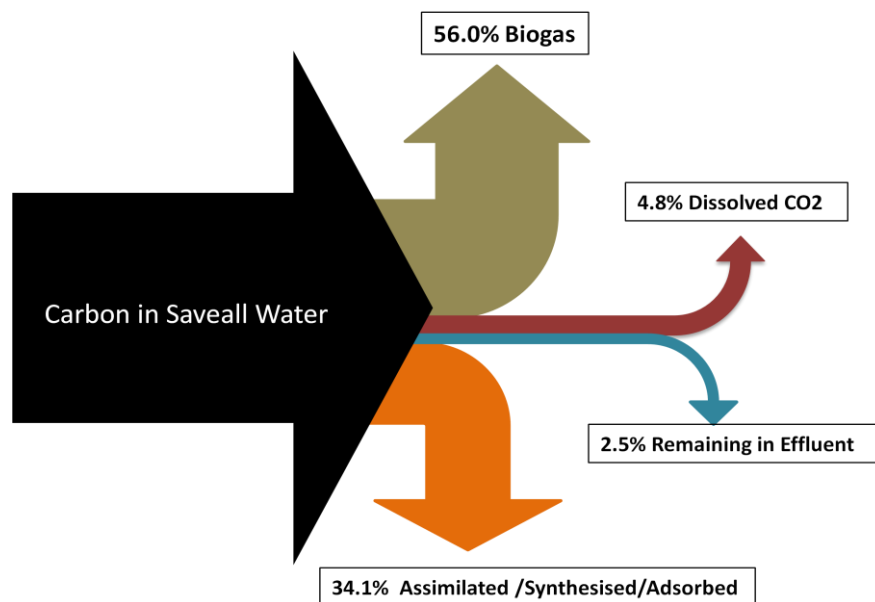 56.0% Biogas
4.8% Dissolved CO2
Carbon in Saveall Water
2.5% Remaining in Effluent
34.1% Assimilated /Synthesised/Adsorbed